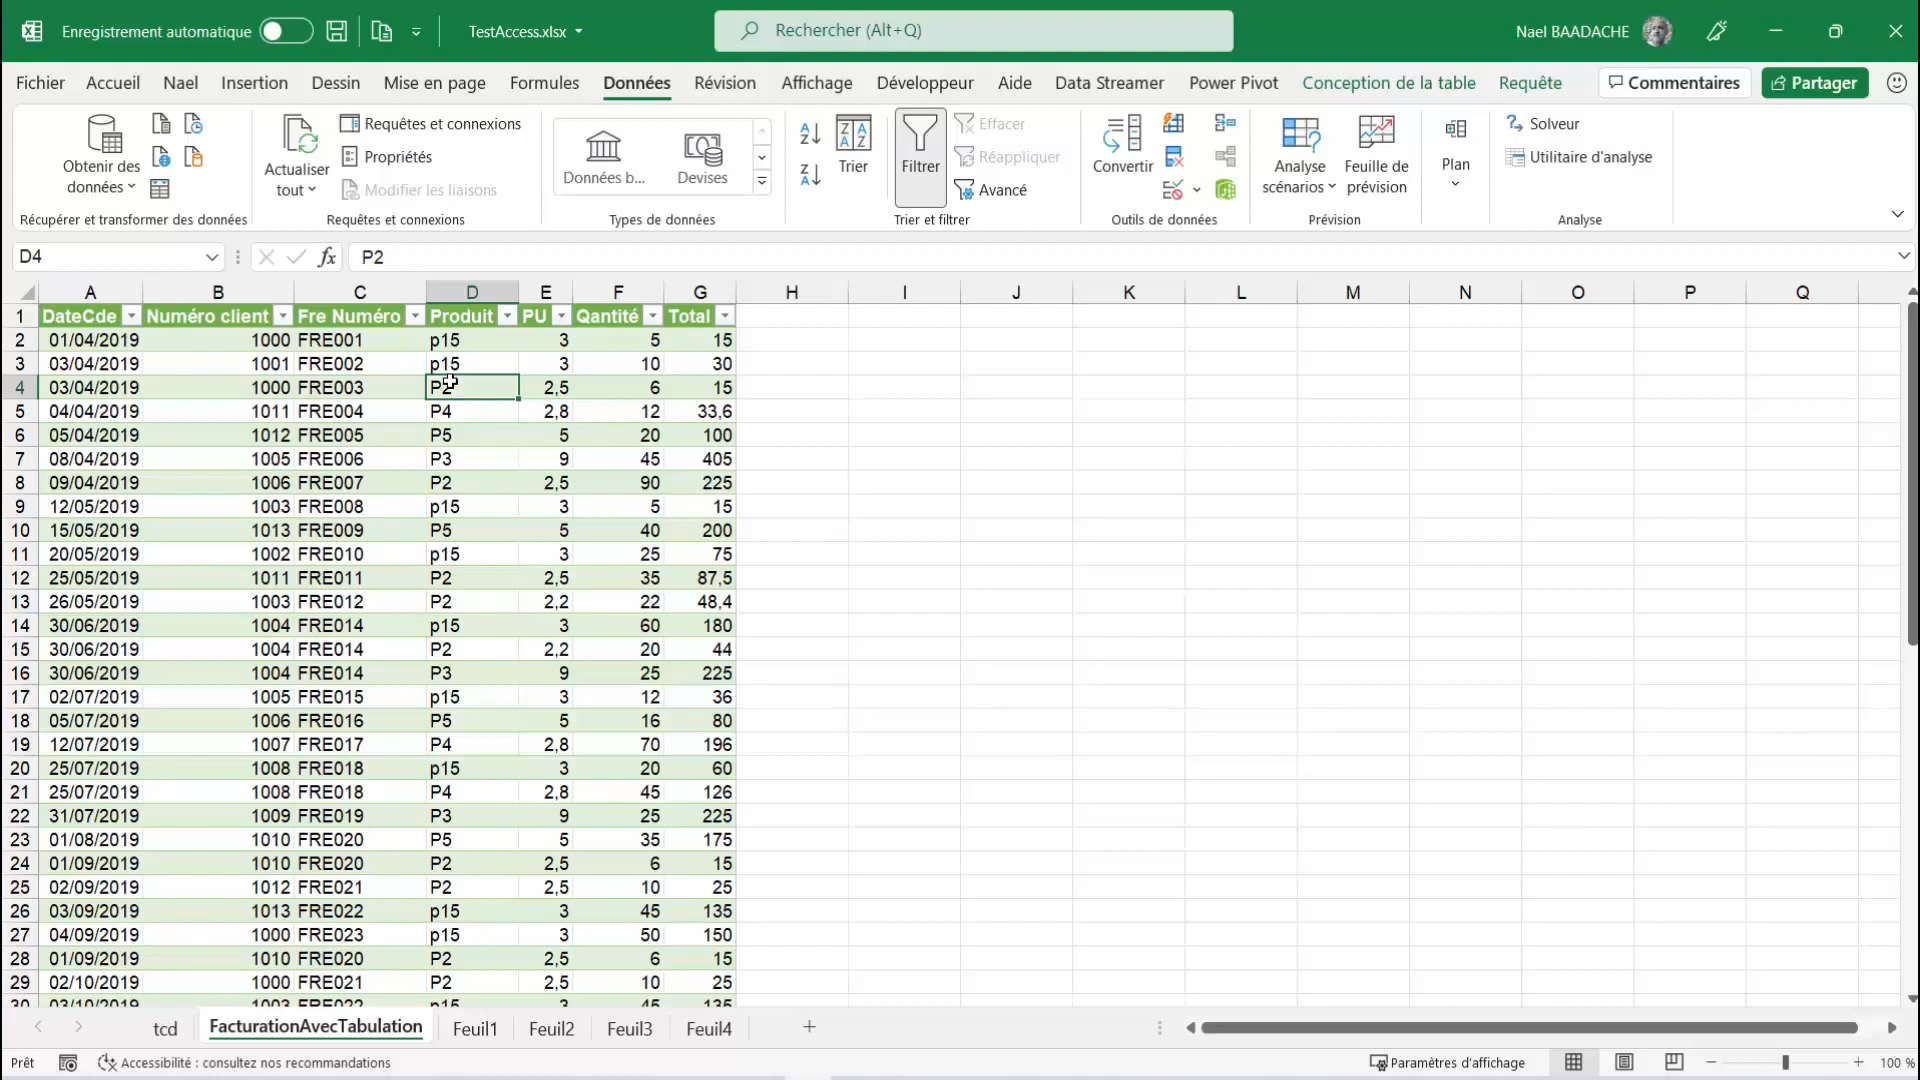 Enregistrement automatique TestAccess.xlsx Rechercher (Alt+Q) Nael BAADACHE
Fichier Accueil Nael Insertion Dessin Mise en page Formules Données Révision Affichage Développeur Aide Data Streamer Power Pivot Conception de la table Requête Commentaires Partager
Obtenir des
données
Récupérer et transformer des données
Actualiser
tout
Requêtes et connexions
Propriétés
Modifier les liaisons
Requêtes et connexions
Données b...
Devises
Types de données
Trier
Filtrer
Effacer
Réappliquer
Avancé
Trier et filtrer
Convertir
Outils de données
Analyse
scénarios
Feuille de
prévision
Prévision
Plan
Solveur
Utilitaire d'analyse
Analyse
D4 fx P2
A B C D E F G H I J K L M N O P Q
1 DateCde Numéro client Fre Numéro Produit PU Qantité Total
2 01/04/2019 1000 FRE001 p15 3 5 15
3 03/04/2019 1001 FRE002 p15 3 10 30
4 03/04/2019 1000 FRE003 P2 2,5 6 15
5 04/04/2019 1011 FRE004 P4 2,8 12 33,6
6 05/04/2019 1012 FRE005 P5 5 20 100
7 08/04/2019 1005 FRE006 P3 9 45 405
8 09/04/2019 1006 FRE007 P2 2,5 90 225
9 12/05/2019 1003 FRE008 p15 3 5 15
10 15/05/2019 1013 FRE009 P5 5 40 200
11 20/05/2019 1002 FRE010 p15 3 25 75
12 25/05/2019 1011 FRE011 P2 2,5 35 87,5
13 26/05/2019 1003 FRE012 P2 2,2 22 48,4
14 30/06/2019 1004 FRE014 p15 3 60 180
15 30/06/2019 1004 FRE014 P2 2,2 20 44
16 30/06/2019 1004 FRE014 P3 9 25 225
17 02/07/2019 1005 FRE015 p15 3 12 36
18 05/07/2019 1006 FRE016 P5 5 16 80
19 12/07/2019 1007 FRE017 P4 2,8 70 196
20 25/07/2019 1008 FRE018 p15 3 20 60
21 25/07/2019 1008 FRE018 P4 2,8 45 126
22 31/07/2019 1009 FRE019 P3 9 25 225
23 01/08/2019 1010 FRE020 P5 5 35 175
24 01/09/2019 1010 FRE020 P2 2,5 6 15
25 02/09/2019 1012 FRE021 P2 2,5 10 25
26 03/09/2019 1013 FRE022 p15 3 45 135
27 04/09/2019 1000 FRE023 p15 3 50 150
28 01/09/2019 1010 FRE020 P2 2,5 6 15
29 02/10/2019 1000 FRE021 P2 2,5 10 25
30 03/10/2019 1003 FRE022 p15 3 45 135
tcd FacturationAvecTabulation Feuil1 Feuil2 Feuil3 Feuil4
Prêt Accessibilité : consultez nos recommandations Paramètres d'affichage 100 %